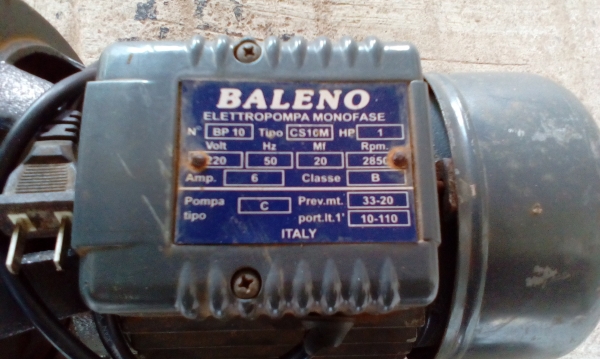 BALENO
ELETTROPOMPA MONOFASE
N° BP 10 Tipo CS10M HP 1
Volt Hz Mf Rpm.
220 50 20 2850
Amp. 6 Classe B
Pompa tipo C Prev.mt. 33-20
port.lt.1' 10-110
ITALY